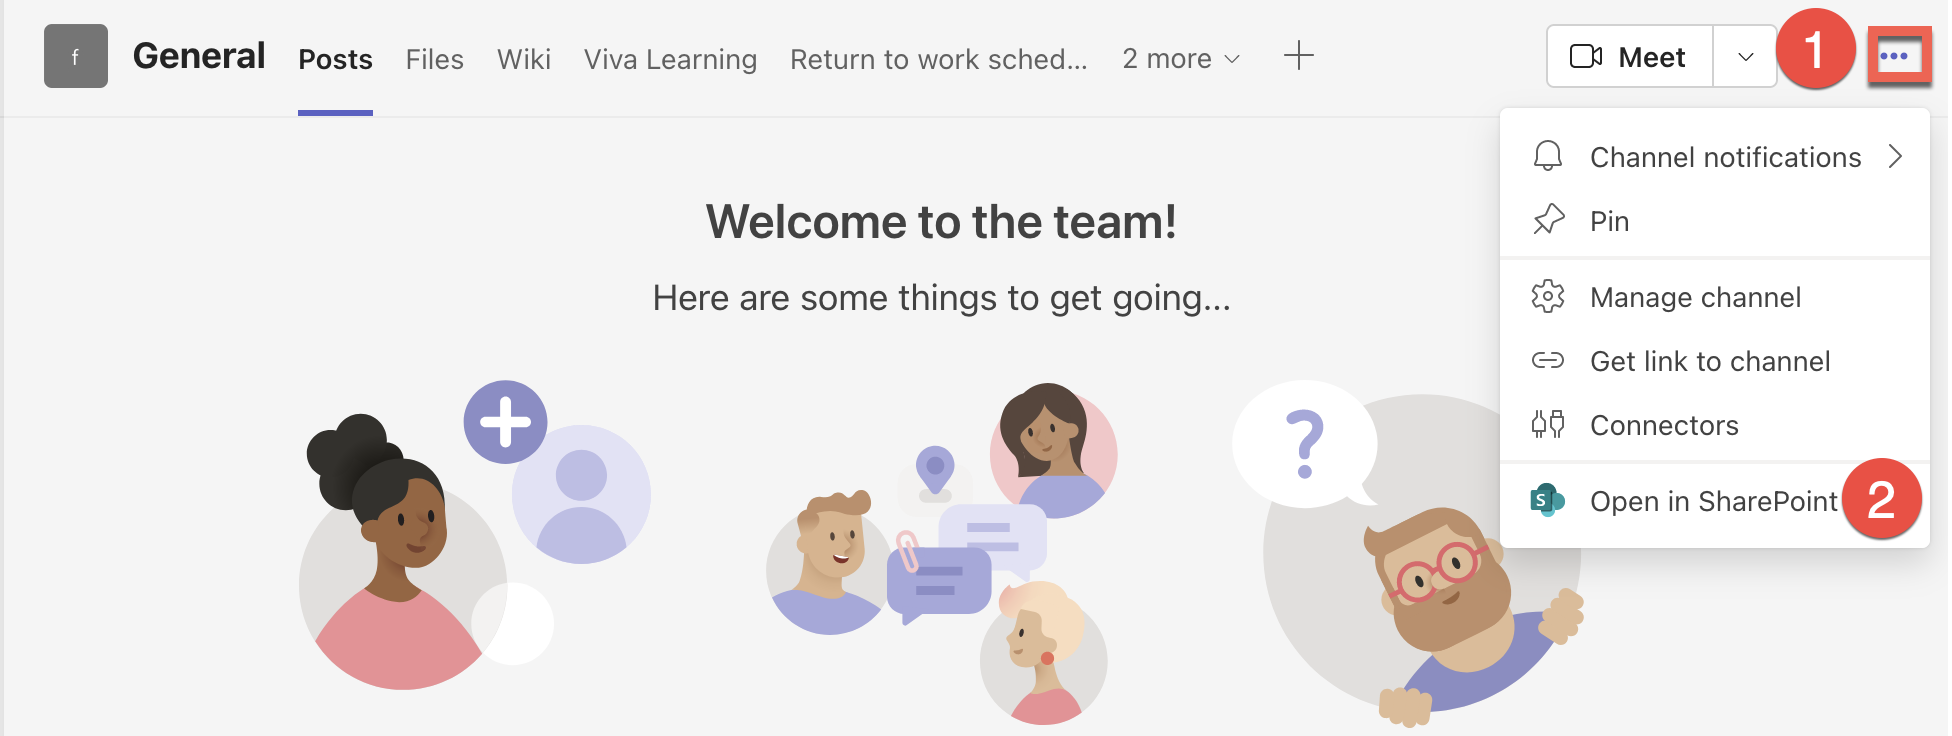 f
General
Posts Files Wiki Viva Learning Return to work sched... 2 more
Meet
1
Channel notifications
Pin
Manage channel
Get link to channel
Connectors
Open in SharePoint
2
Welcome to the team!
Here are some things to get going...
?
S